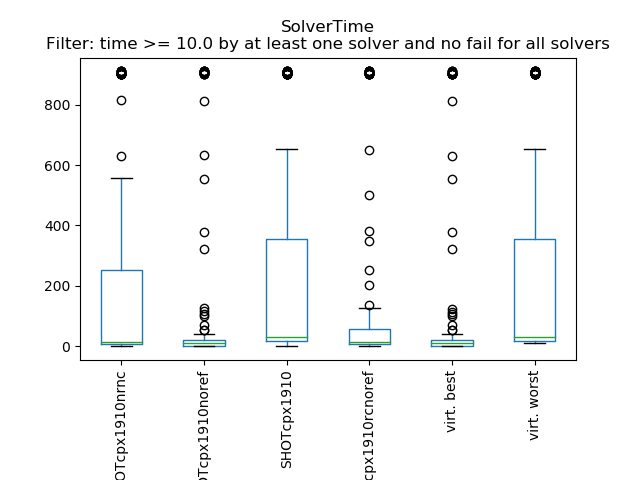 SolverTime
Filter: time >= 10.0 by at least one solver and no fail for all solvers
800
600
400
200
0
OTcpx1910nrnc
OTcpx1910noref
SHOTcpx1910
cpx1910rcnoref
virt. best
virt. worst